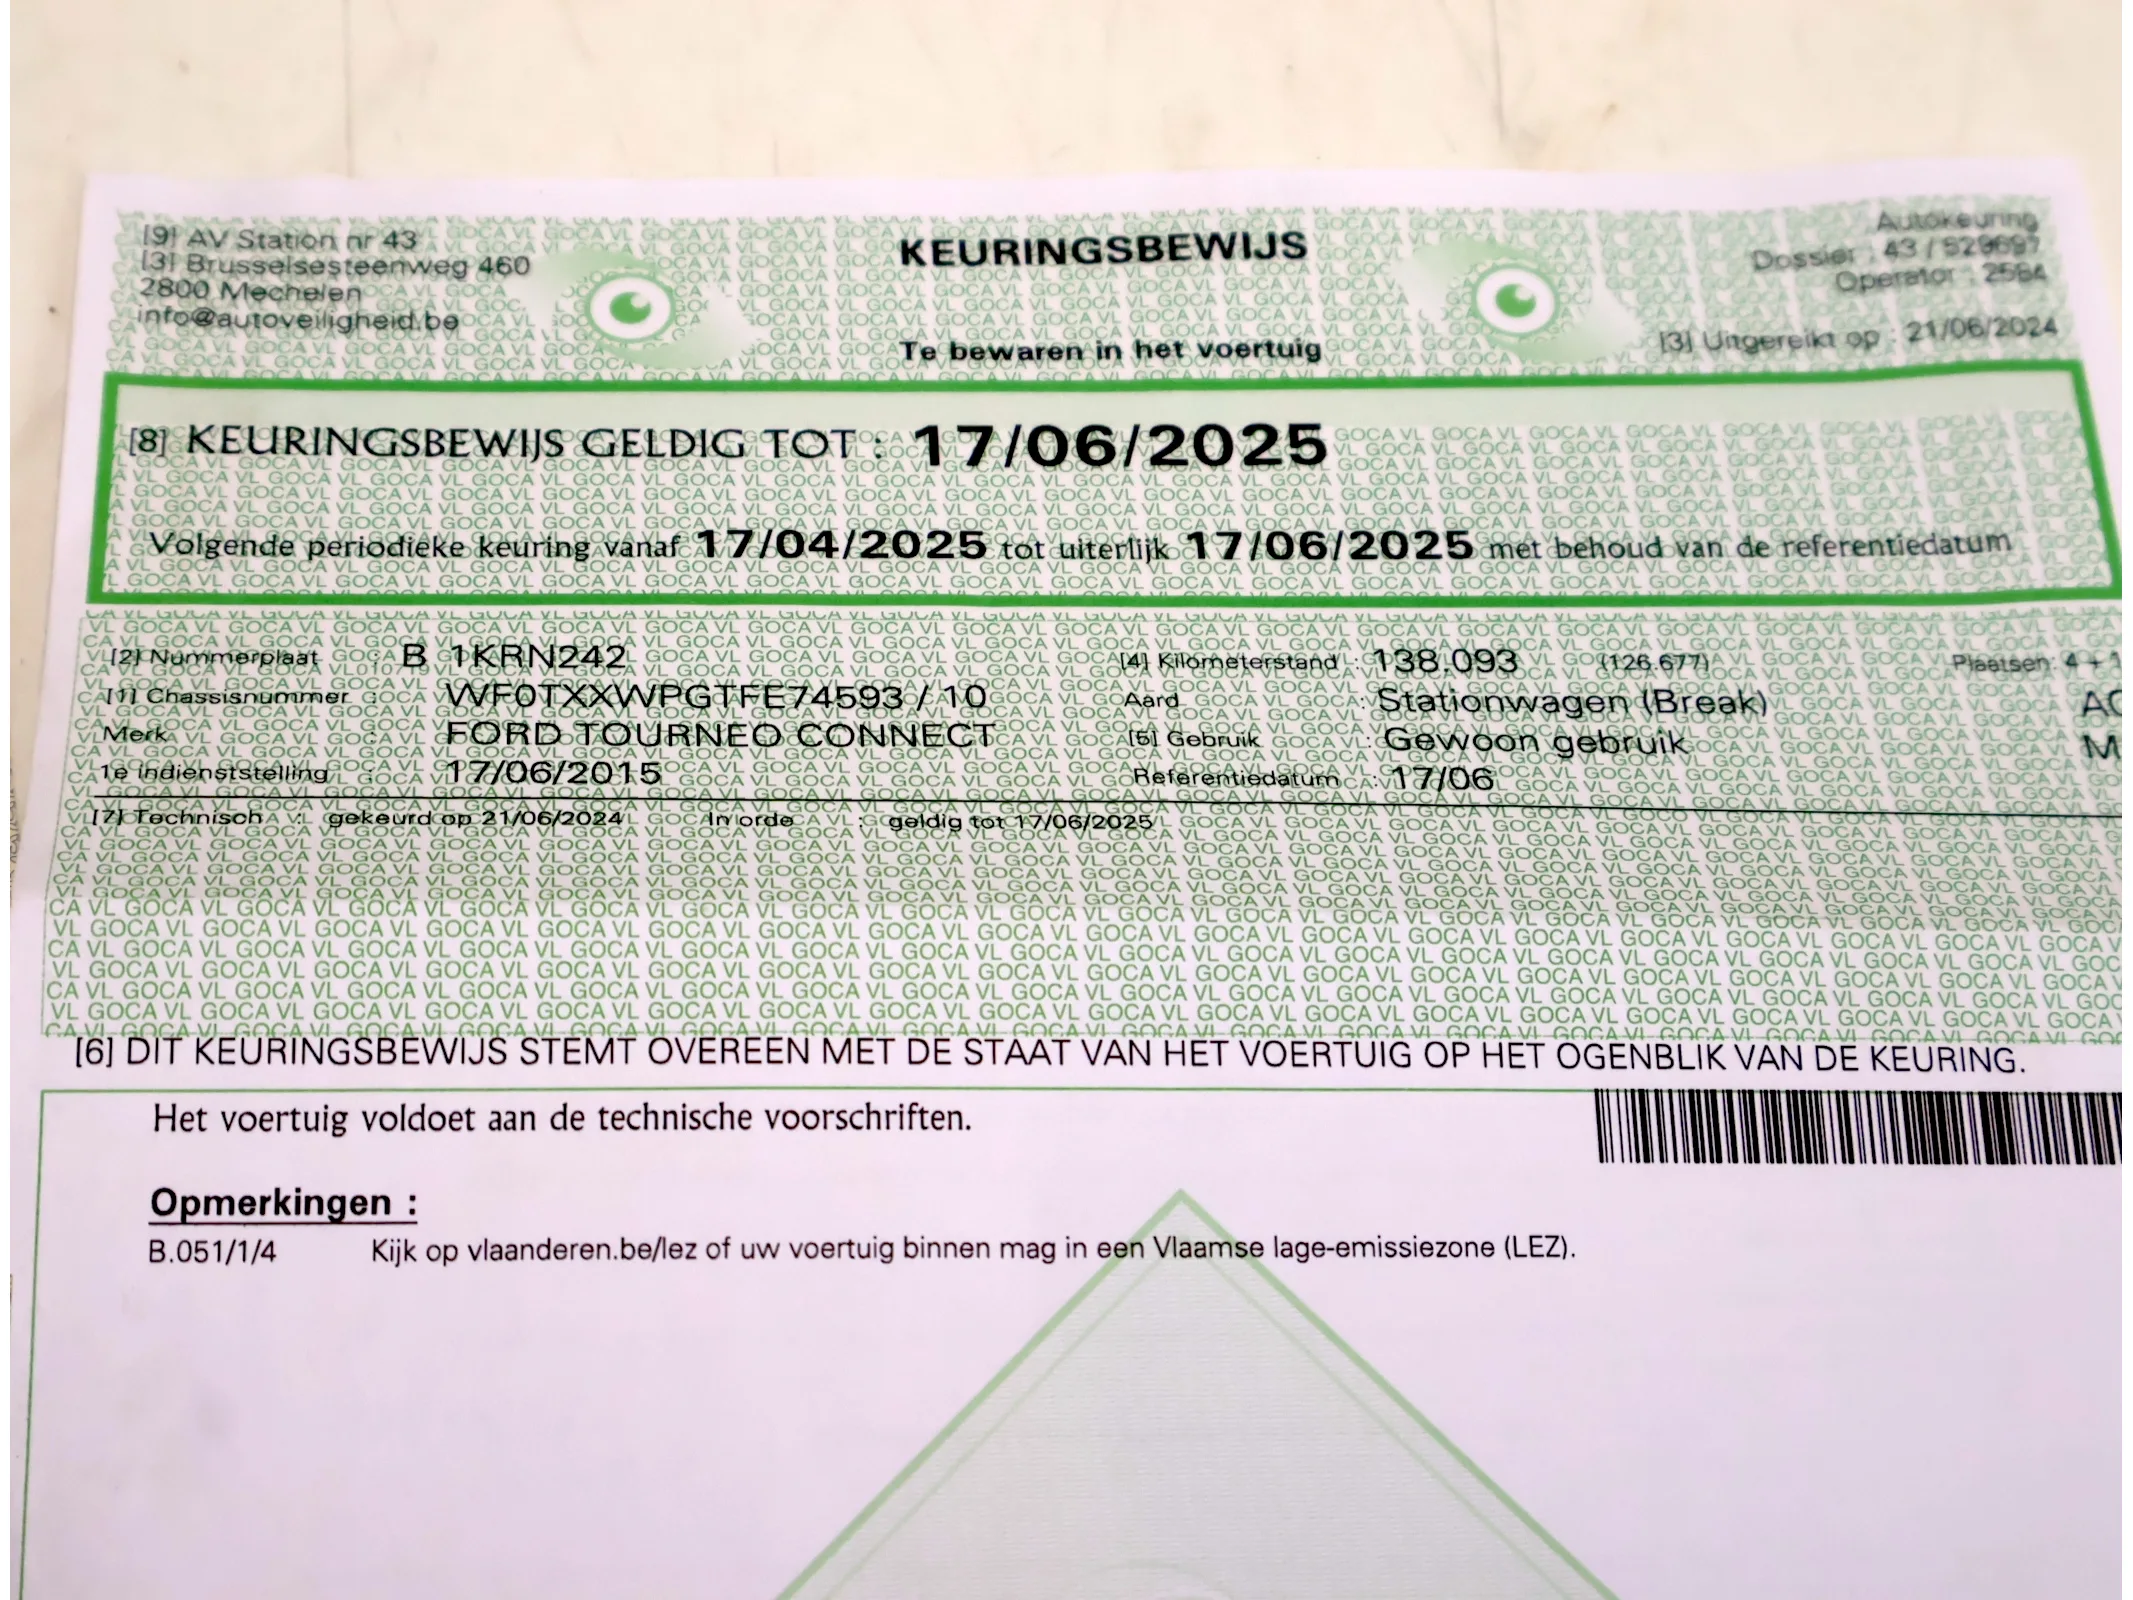 [9] AV Station nr 43
[3] Brusselsesteenweg 460
2800 Mechelen
info@autoveiligheid.be
KEURINGSBEWIJS
Te bewaren in het voertuig
Autokeuring
Dossier : 43 / 529697
Operator : 2564
[3] Uitgereikt op : 21/06/2024
[8] KEURINGSBEWIJS GELDIG TOT : 17/06/2025
Volgende periodieke keuring vanaf 17/04/2025 tot uiterlijk 17/06/2025 met behoud van de referentiedatum
[2] Nummerplaat : B 1KRN242
[4] Kilometerstand : 138.093 (126.677)
Plaatsen: 4 + 1
[1] Chassisnummer : WF0TXXWPGTFE74593 / 10
Aard : Stationwagen (Break)
Merk : FORD TOURNEO CONNECT
[5] Gebruik : Gewoon gebruik
1e indienststelling : 17/06/2015
Referentiedatum : 17/06
[7] Technisch : gekeurd op 21/06/2024 In orde : geldig tot 17/06/2025
[6] DIT KEURINGSBEWIJS STEMT OVEREEN MET DE STAAT VAN HET VOERTUIG OP HET OGENBLIK VAN DE KEURING.
Het voertuig voldoet aan de technische voorschriften.
Opmerkingen :
B.051/1/4 Kijk op vlaanderen.be/lez of uw voertuig binnen mag in een Vlaamse lage-emissiezone (LEZ).